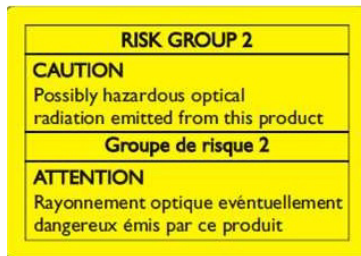 RISK GROUP 2
CAUTION
Possibly hazardous optical
radiation emitted from this product
Groupe de risque 2
ATTENTION
Rayonnement optique evéntuellement
dangereux émis par ce produit